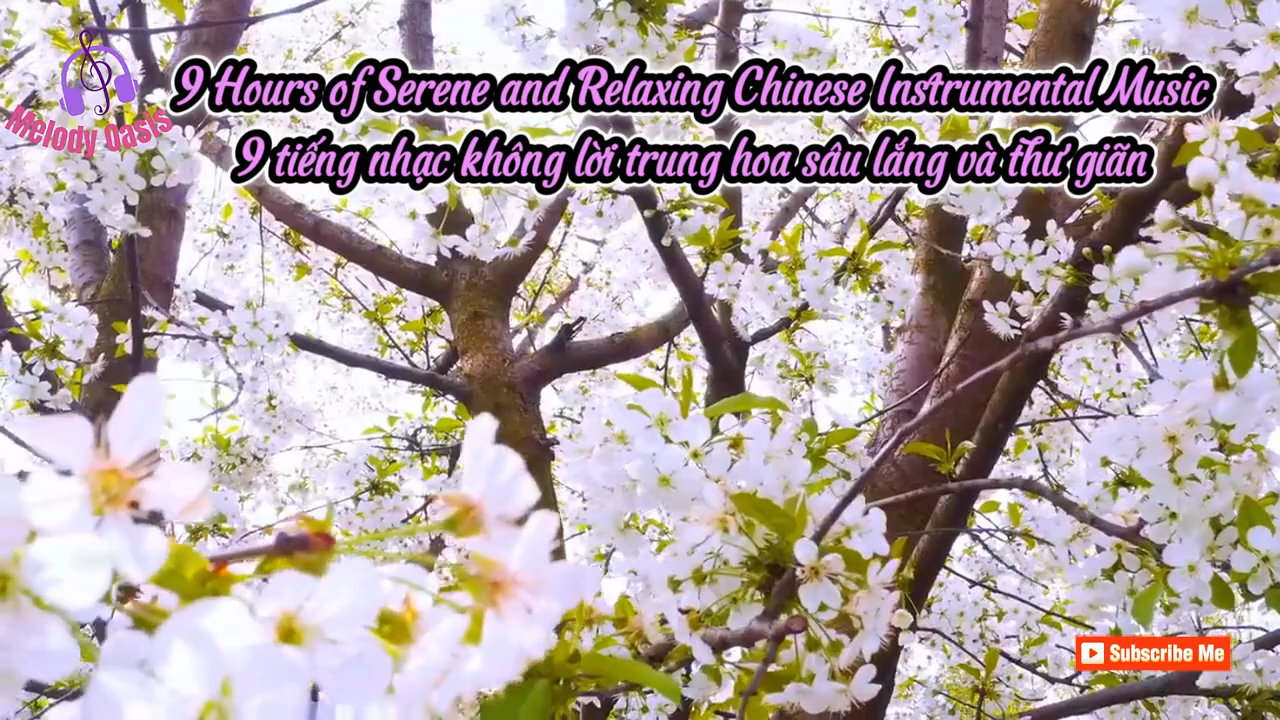 9 Hours of Serene and Relaxing Chinese Instrumental Music
9 tiếng nhạc không lời trung hoa sâu lắng và thư giãn
Melody Oasis
Subscribe Me